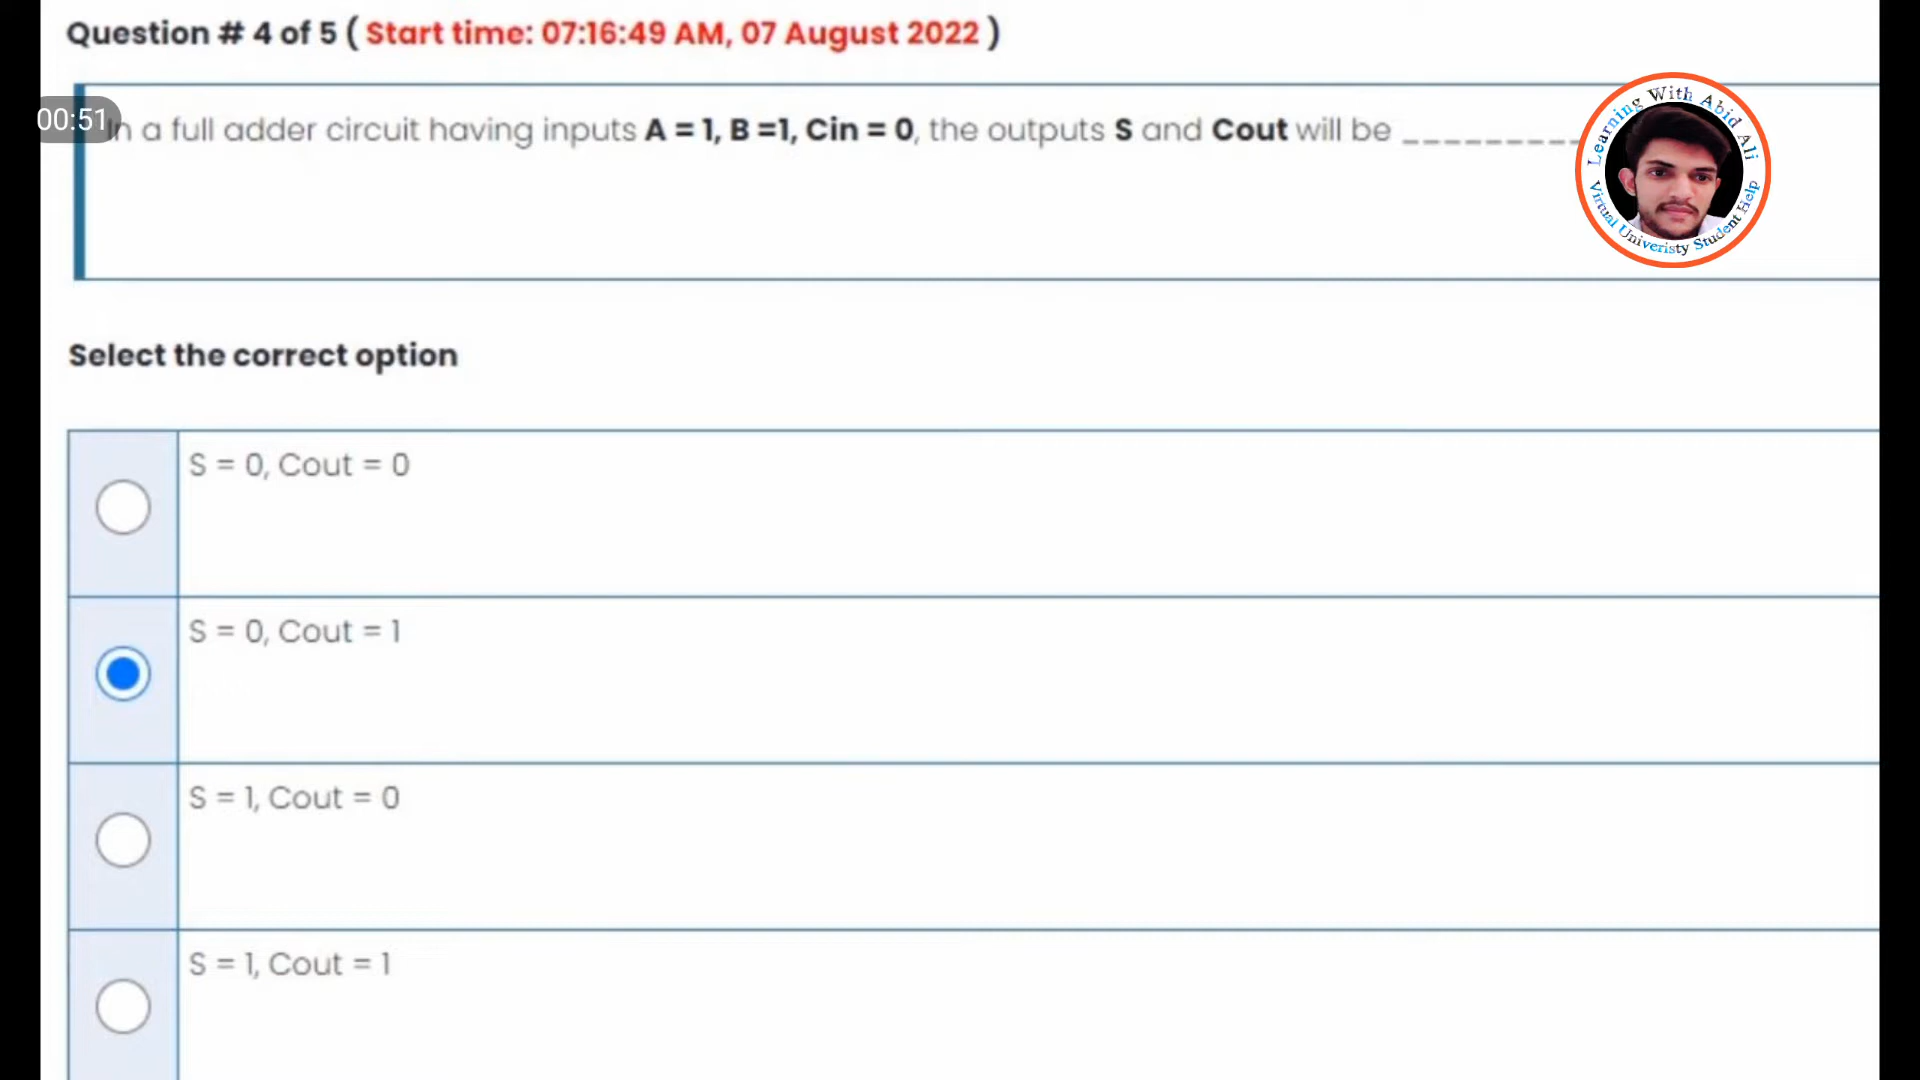 Question # 4 of 5 ( Start time: 07:16:49 AM, 07 August 2022 )
00:51
In a full adder circuit having inputs A = 1, B =1, Cin = 0, the outputs S and Cout will be _________
Learning With Abid Ali
Virtual Univeristy Student Help
Select the correct option
S = 0, Cout = 0
S = 0, Cout = 1
S = 1, Cout = 0
S = 1, Cout = 1